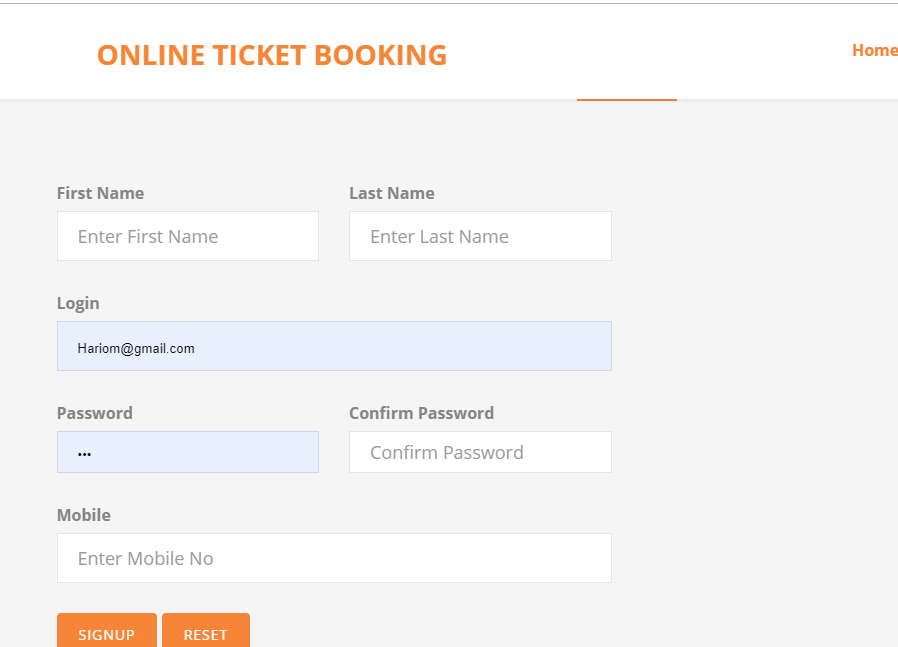 ONLINE TICKET BOOKING
Home
First Name Last Name
Enter First Name Enter Last Name
Login
Hariom@gmail.com
Password Confirm Password
••• Confirm Password
Mobile
Enter Mobile No
SIGNUP RESET